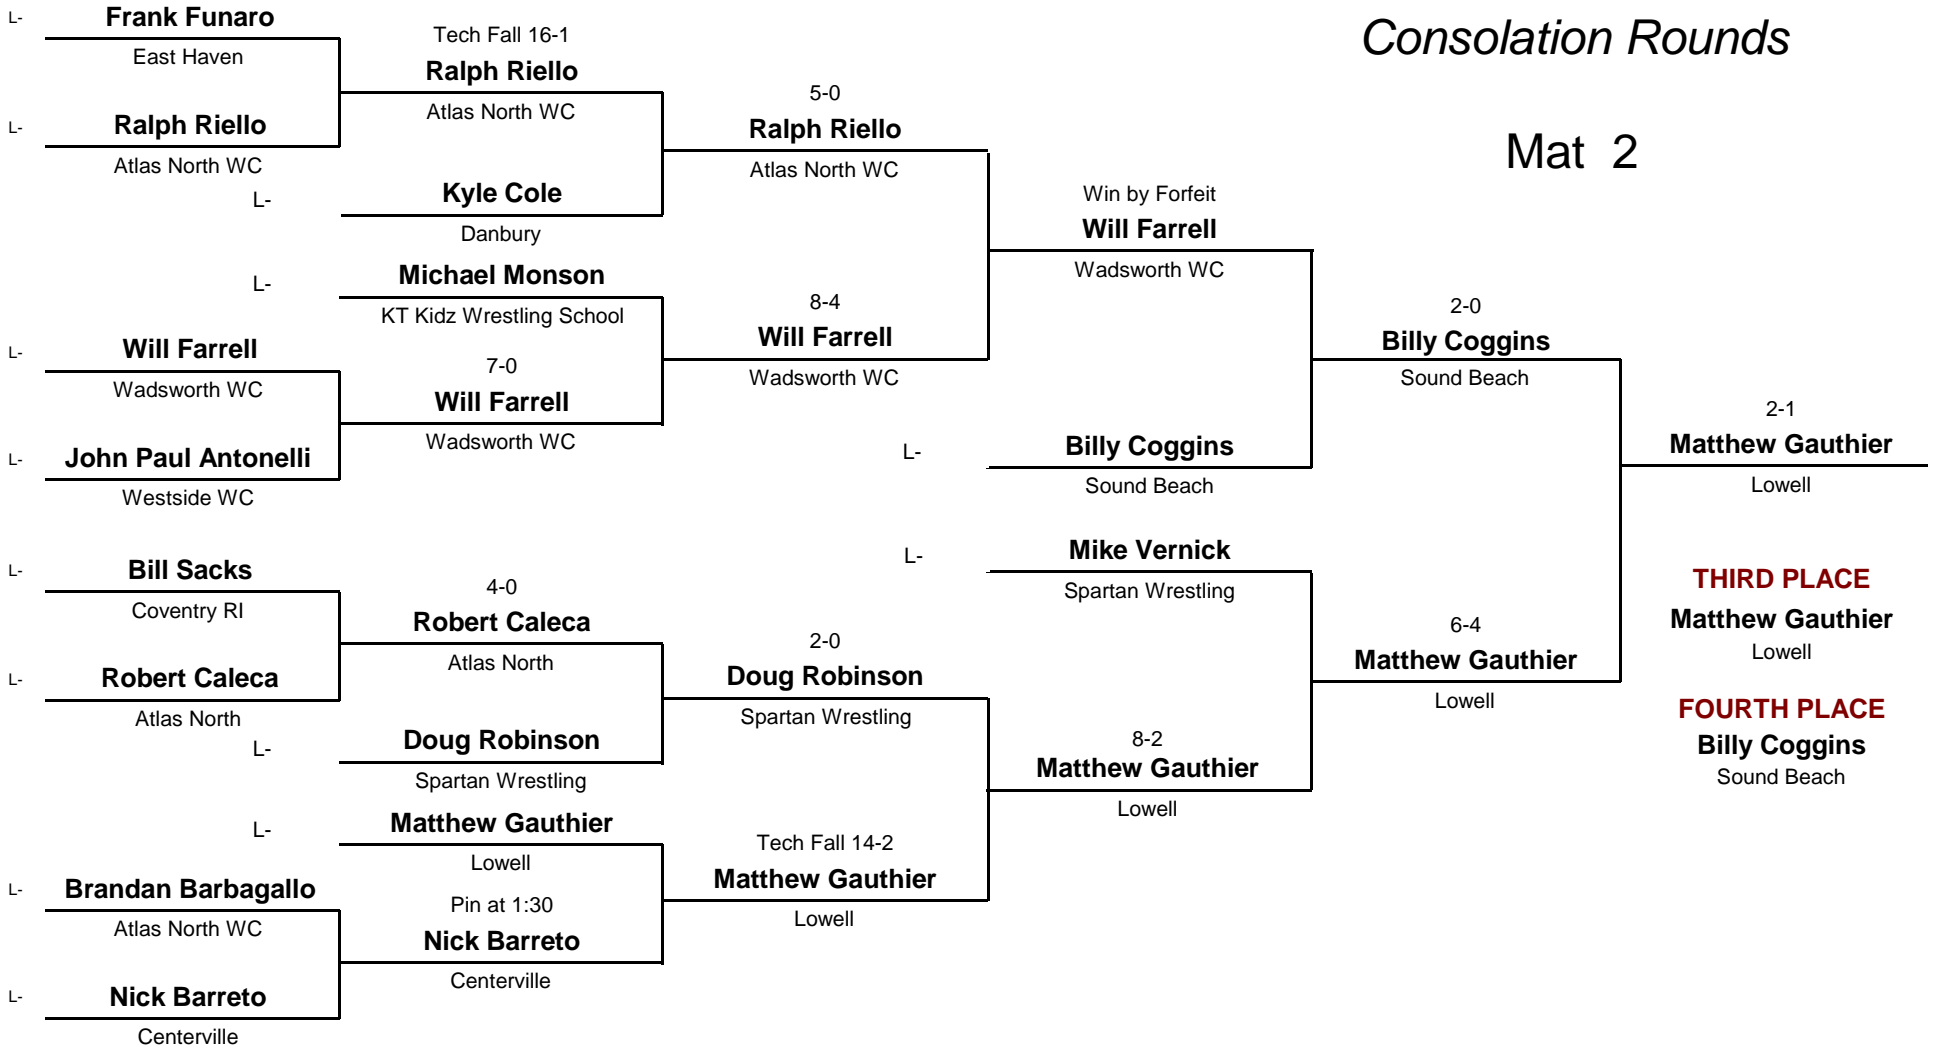 Consolation Rounds
Mat 2
L-
Frank Funaro
East Haven
L-
Ralph Riello
Atlas North WC
L-
Will Farrell
Wadsworth WC
L-
John Paul Antonelli
Westside WC
L-
Bill Sacks
Coventry RI
L-
Robert Caleca
Atlas North
L-
Brandan Barbagallo
Atlas North WC
L-
Nick Barreto
Centerville
Tech Fall 16-1
Ralph Riello
Atlas North WC
L-
Kyle Cole
Danbury
L-
Michael Monson
KT Kidz Wrestling School
7-0
Will Farrell
Wadsworth WC
4-0
Robert Caleca
Atlas North
L-
Doug Robinson
Spartan Wrestling
L-
Matthew Gauthier
Lowell
Pin at 1:30
Nick Barreto
Centerville
5-0
Ralph Riello
Atlas North WC
8-4
Will Farrell
Wadsworth WC
2-0
Doug Robinson
Spartan Wrestling
Tech Fall 14-2
Matthew Gauthier
Lowell
Win by Forfeit
Will Farrell
Wadsworth WC
L-
Billy Coggins
Sound Beach
L-
Mike Vernick
Spartan Wrestling
8-2
Matthew Gauthier
Lowell
2-0
Billy Coggins
Sound Beach
6-4
Matthew Gauthier
Lowell
2-1
Matthew Gauthier
Lowell
THIRD PLACE
Matthew Gauthier
Lowell
FOURTH PLACE
Billy Coggins
Sound Beach